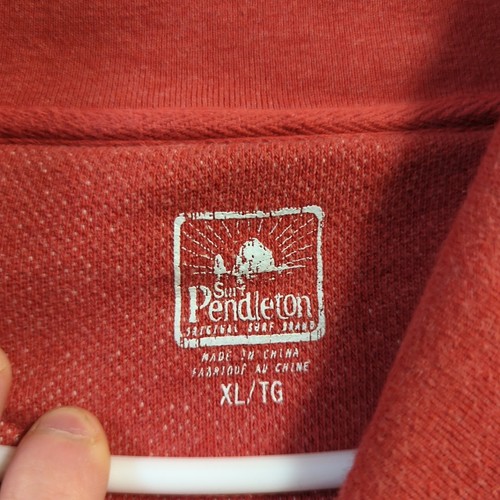 Surf
Pendleton
ORIGINAL SURF BRAND
MADE IN CHINA
FABRIQUÉ AU CHINE
XL/TG